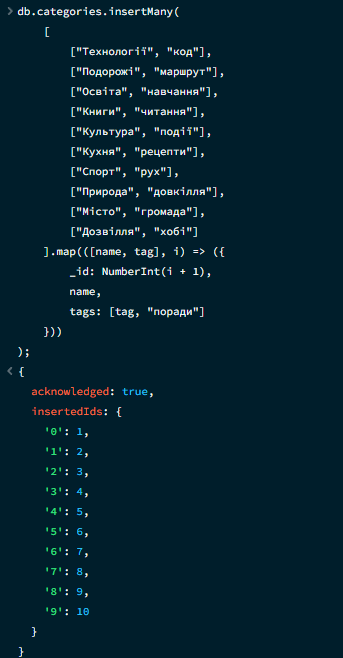 > db.categories.insertMany(
[
["Технології", "код"],
["Подорожі", "маршрут"],
["Освіта", "навчання"],
["Книги", "читання"],
["Культура", "події"],
["Кухня", "рецепти"],
["Спорт", "рух"],
["Природа", "довкілля"],
["Місто", "громада"],
["Дозвілля", "хобі"]
].map(([name, tag], i) => ({
_id: NumberInt(i + 1),
name,
tags: [tag, "поради"]
}))
);
< {
acknowledged: true,
insertedIds: {
'0': 1,
'1': 2,
'2': 3,
'3': 4,
'4': 5,
'5': 6,
'6': 7,
'7': 8,
'8': 9,
'9': 10
}
}